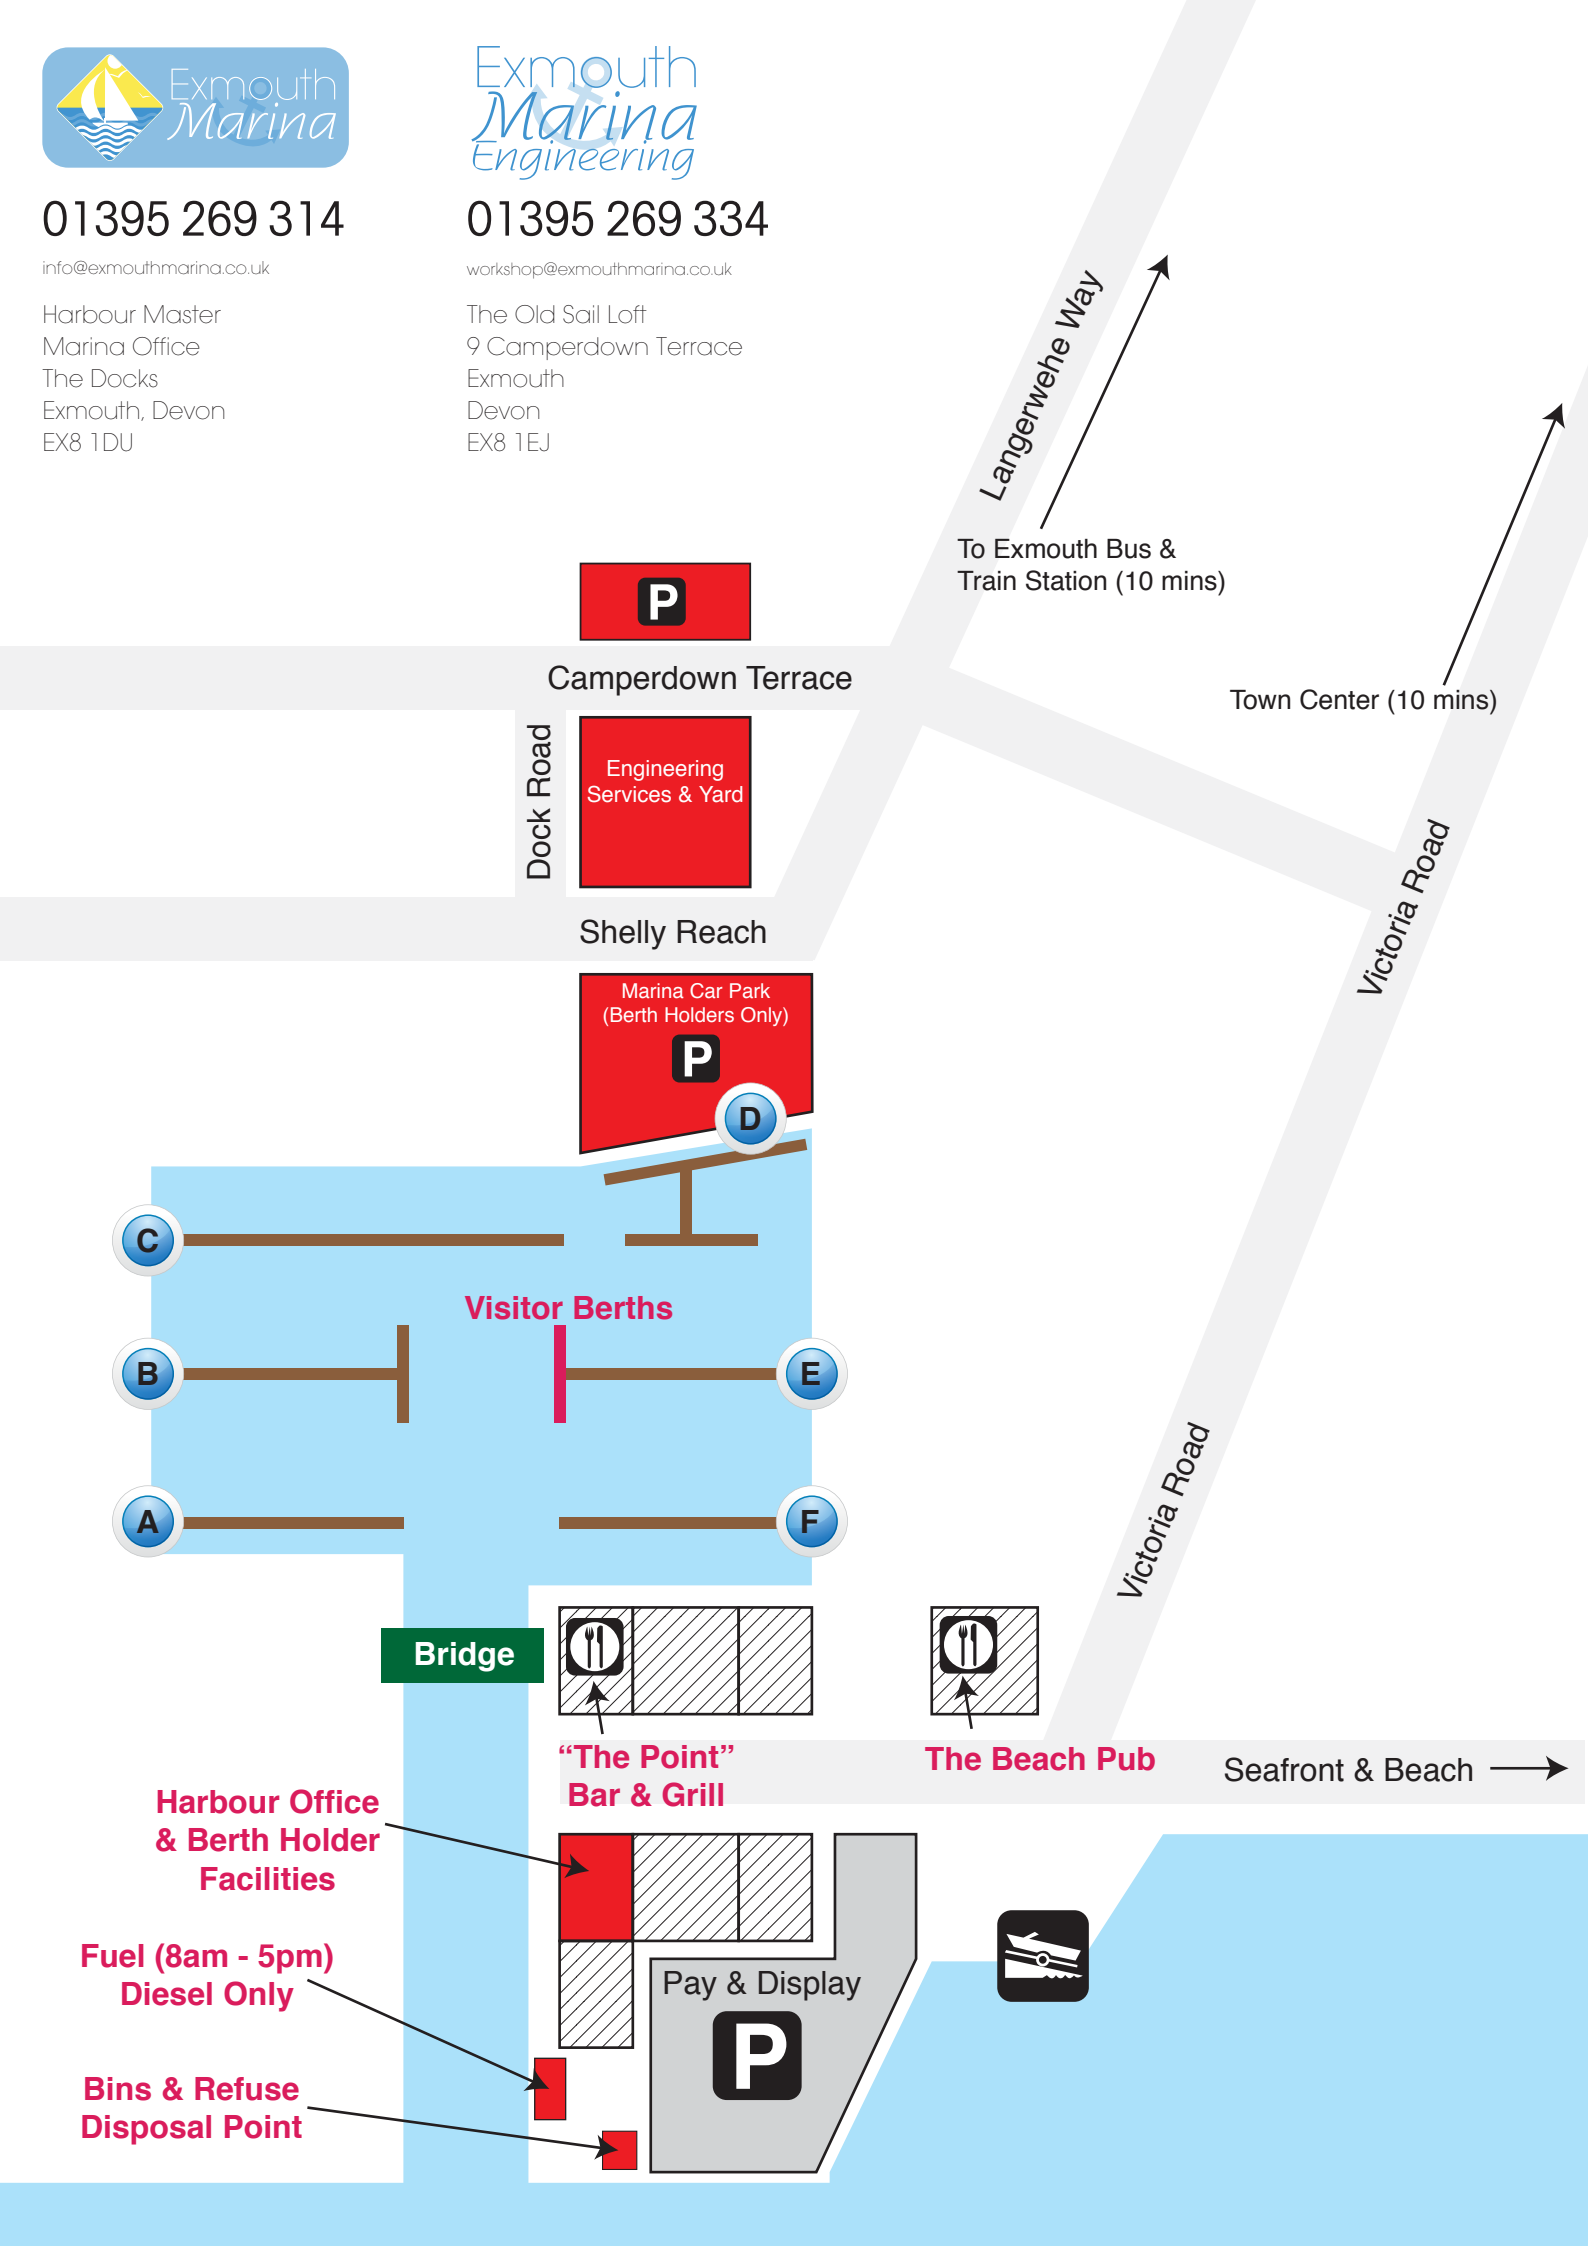 Exmouth
Marina
01395 269 314
info@exmouthmarina.co.uk
Harbour Master
Marina Office
The Docks
Exmouth, Devon
EX8 1DU
Exmouth
Marina
Engineering
01395 269 334
workshop@exmouthmarina.co.uk
The Old Sail Loft
9 Camperdown Terrace
Exmouth
Devon
EX8 1EJ
Langerwehe Way
To Exmouth Bus &
Train Station (10 mins)
P
Camperdown Terrace
Town Center (10 mins)
Dock Road
Engineering
Services & Yard
Victoria Road
Shelly Reach
Marina Car Park
(Berth Holders Only)
P
D
C
Visitor Berths
B
E
A
F
Victoria Road
Bridge
“The Point”
Bar & Grill
The Beach Pub
Seafront & Beach
Harbour Office
& Berth Holder
Facilities
Fuel (8am - 5pm)
Diesel Only
Pay & Display
P
Bins & Refuse
Disposal Point